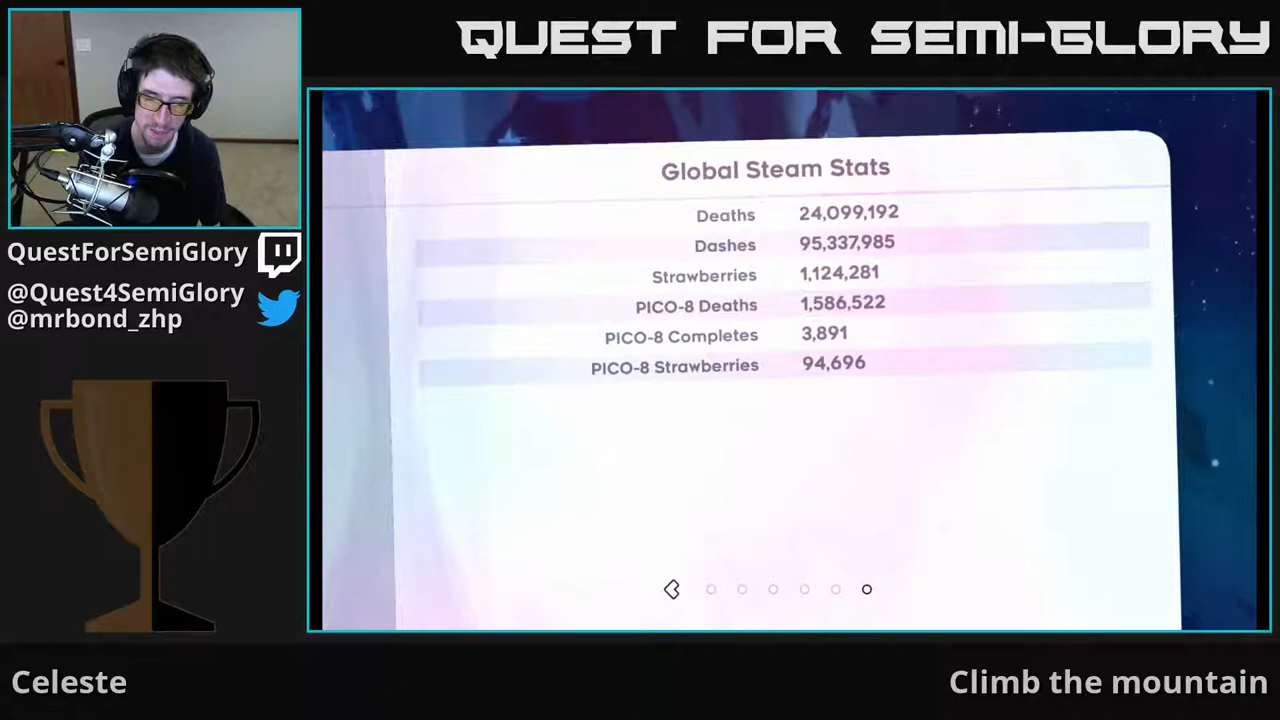 QUEST FOR SEMI-GLORY
QuestForSemiGlory
@Quest4SemiGlory
@mrbond_zhp
Global Steam Stats
Deaths 24,099,192
Dashes 95,337,985
Strawberries 1,124,281
PICO-8 Deaths 1,586,522
PICO-8 Completes 3,891
PICO-8 Strawberries 94,696
Celeste
Climb the mountain